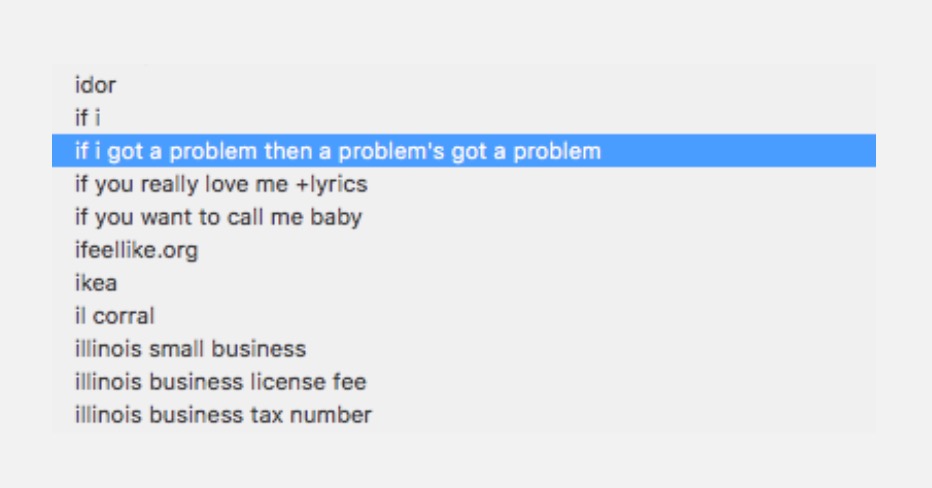 idor
if i
if i got a problem then a problem's got a problem
if you really love me +lyrics
if you want to call me baby
ifeellike.org
ikea
il corral
illinois small business
illinois business license fee
illinois business tax number